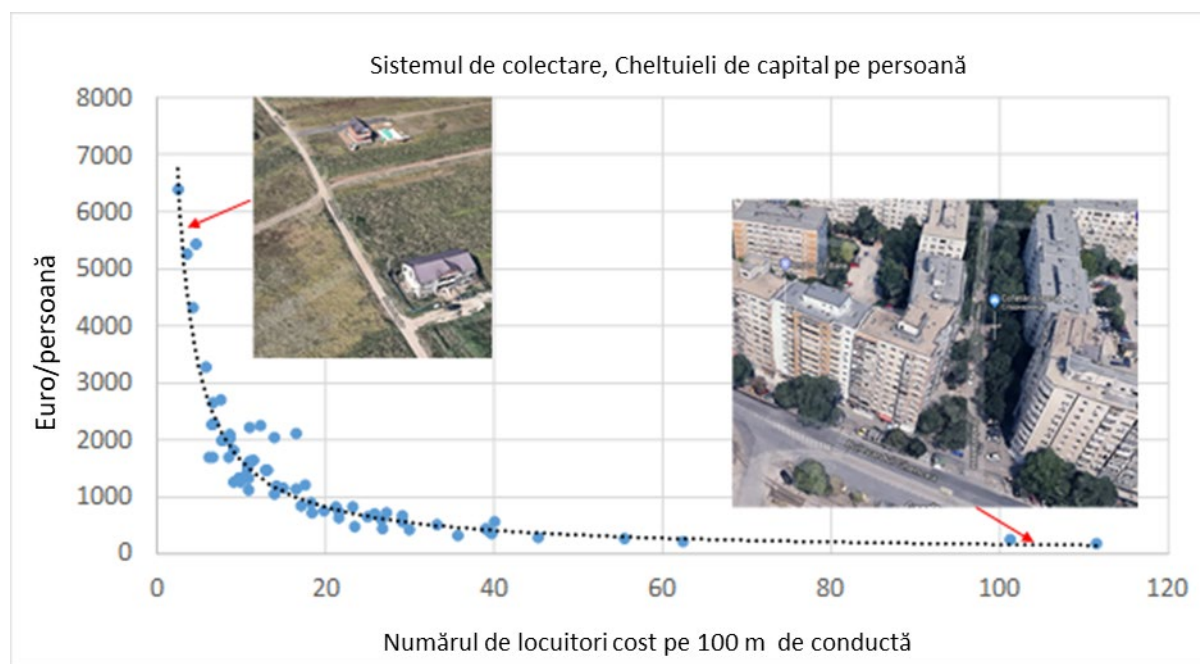 Sistemul de colectare, Cheltuieli de capital pe persoană
8000
7000
6000
5000
4000
3000
2000
1000
0
Euro/persoană
0 20 40 60 80 100 120
Numărul de locuitori cost pe 100 m de conductă